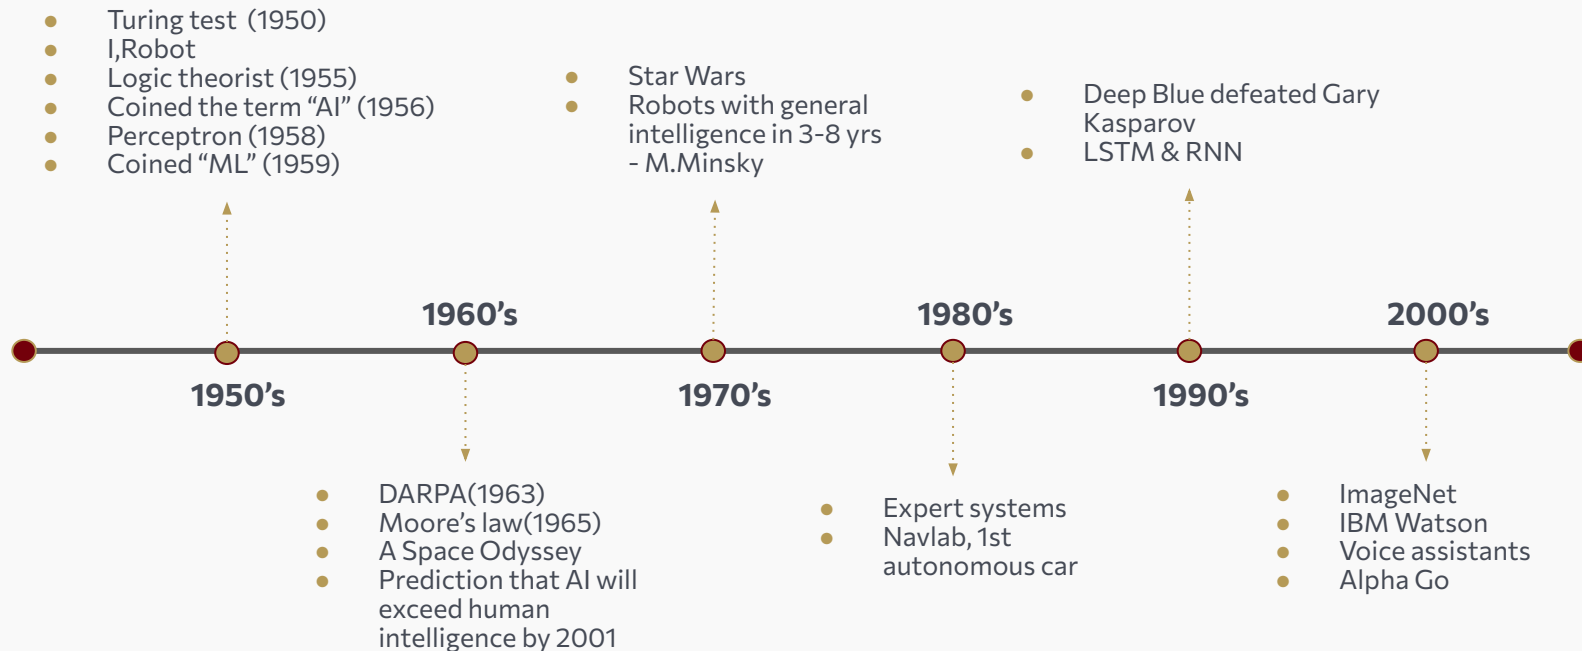 Turing test (1950)
I,Robot
Logic theorist (1955)
Coined the term “AI” (1956)
Perceptron (1958)
Coined “ML” (1959)
Star Wars
Robots with general
intelligence in 3-8 yrs
- M.Minsky
Deep Blue defeated Gary
Kasparov
LSTM & RNN
1960’s
1980’s
2000’s
1950’s
1970’s
1990’s
DARPA(1963)
Moore’s law(1965)
A Space Odyssey
Prediction that AI will
exceed human
intelligence by 2001
Expert systems
Navlab, 1st
autonomous car
ImageNet
IBM Watson
Voice assistants
Alpha Go